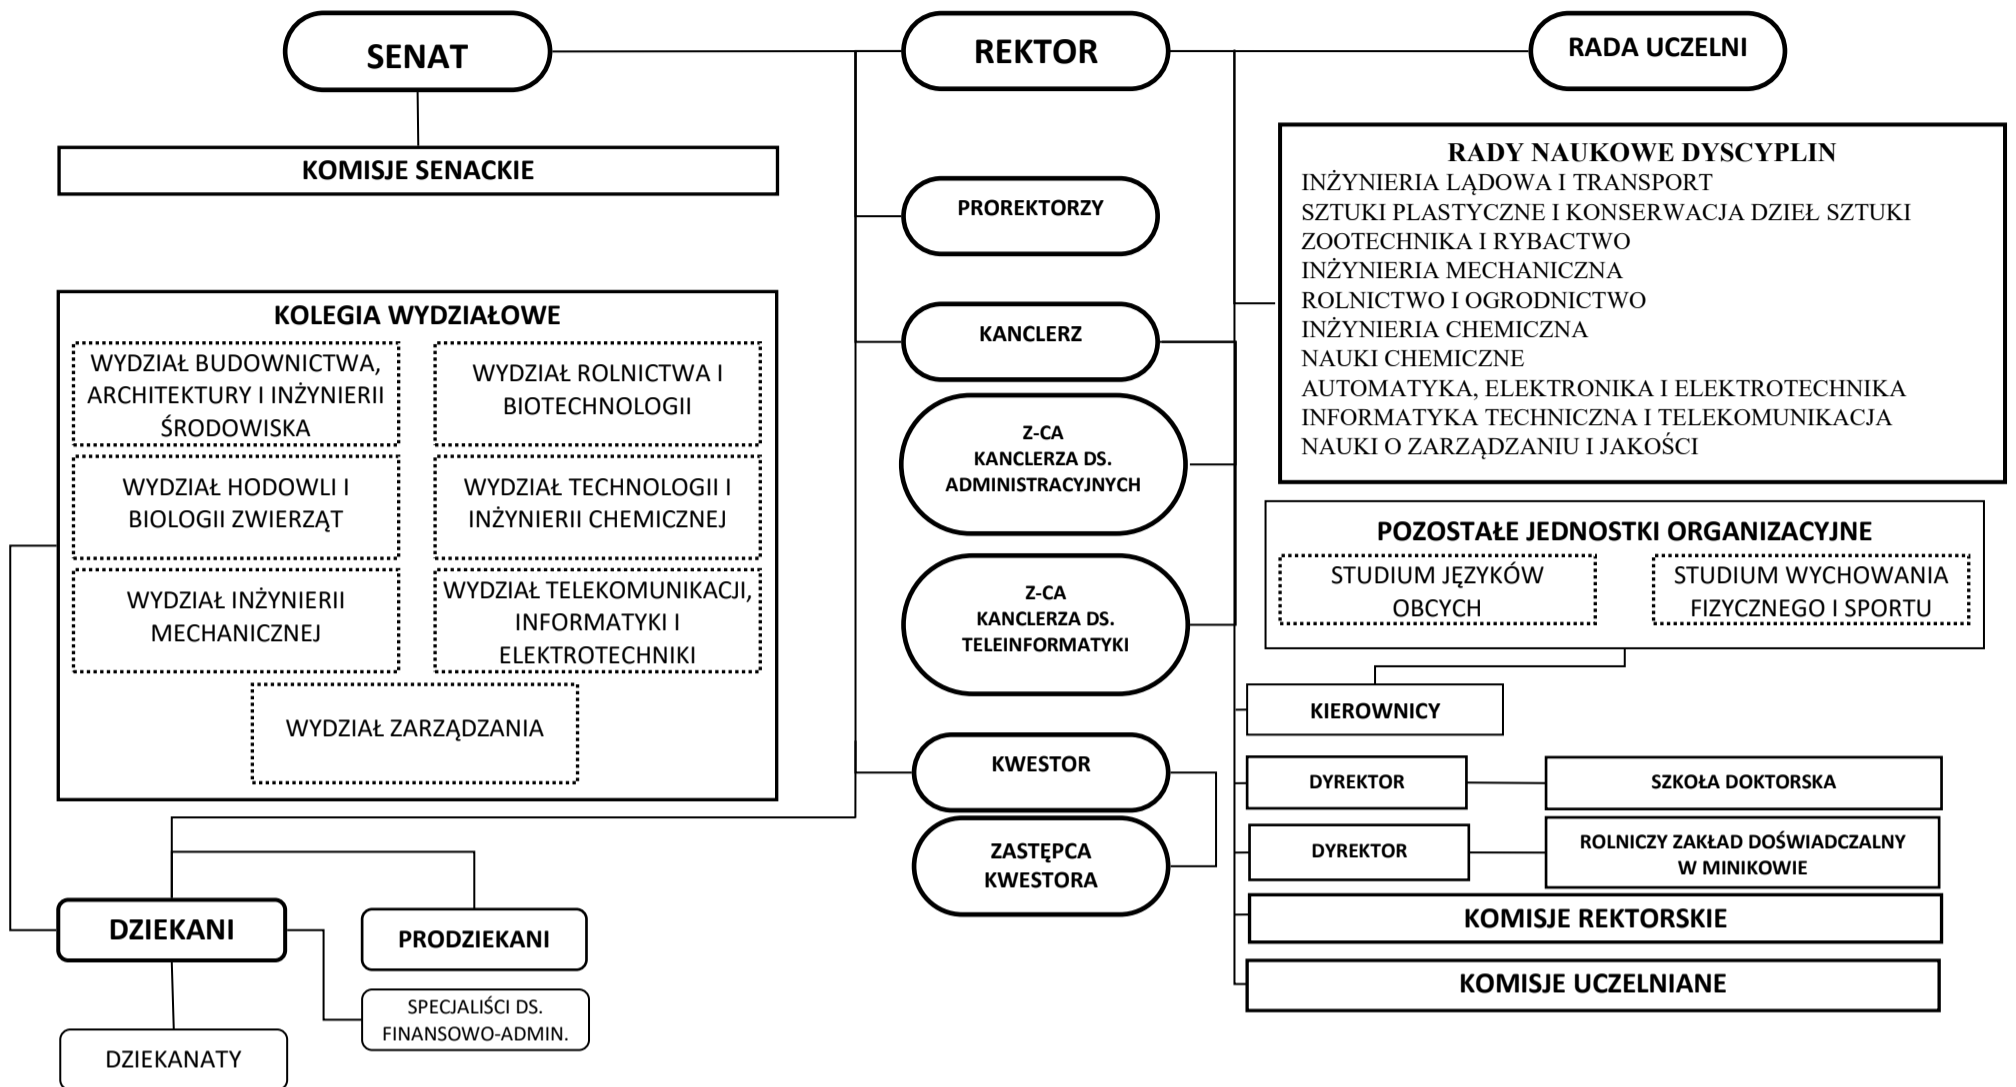 SENAT
REKTOR
RADA UCZELNI
KOMISJE SENACKIE
PROREKTORZY
RADY NAUKOWE DYSCYPLIN
INŻYNIERIA LĄDOWA I TRANSPORT
SZTUKI PLASTYCZNE I KONSERWACJA DZIEŁ SZTUKI
ZOOTECHNIKA I RYBACTWO
INŻYNIERIA MECHANICZNA
ROLNICTWO I OGRODNICTWO
INŻYNIERIA CHEMICZNA
NAUKI CHEMICZNE
AUTOMATYKA, ELEKTRONIKA I ELEKTROTECHNIKA
INFORMATYKA TECHNICZNA I TELEKOMUNIKACJA
NAUKI O ZARZĄDZANIU I JAKOŚCI
KOLEGIA WYDZIAŁOWE
WYDZIAŁ BUDOWNICTWA,
ARCHITEKTURY I INŻYNIERII
ŚRODOWISKA
WYDZIAŁ ROLNICTWA I
BIOTECHNOLOGII
WYDZIAŁ HODOWLI I
BIOLOGII ZWIERZĄT
WYDZIAŁ TECHNOLOGII I
INŻYNIERII CHEMICZNEJ
WYDZIAŁ INŻYNIERII
MECHANICZNEJ
WYDZIAŁ TELEKOMUNIKACJI,
INFORMATYKI I
ELEKTROTECHNIKI
WYDZIAŁ ZARZĄDZANIA
KANCLERZ
Z-CA
KANCLERZA DS.
ADMINISTRACYJNYCH
Z-CA
KANCLERZA DS.
TELEINFORMATYKI
POZOSTAŁE JEDNOSTKI ORGANIZACYJNE
STUDIUM JĘZYKÓW
OBCYCH
STUDIUM WYCHOWANIA
FIZYCZNEGO I SPORTU
KIEROWNICY
KWESTOR
ZASTĘPCA
KWESTORA
DYREKTOR
SZKOŁA DOKTORSKA
DYREKTOR
ROLNICZY ZAKŁAD DOŚWIADCZALNY
W MINIKOWIE
KOMISJE REKTORSKIE
KOMISJE UCZELNIANE
DZIEKANI
PRODZIEKANI
SPECJALIŚCI DS.
FINANSOWO-ADMIN.
DZIEKANATY